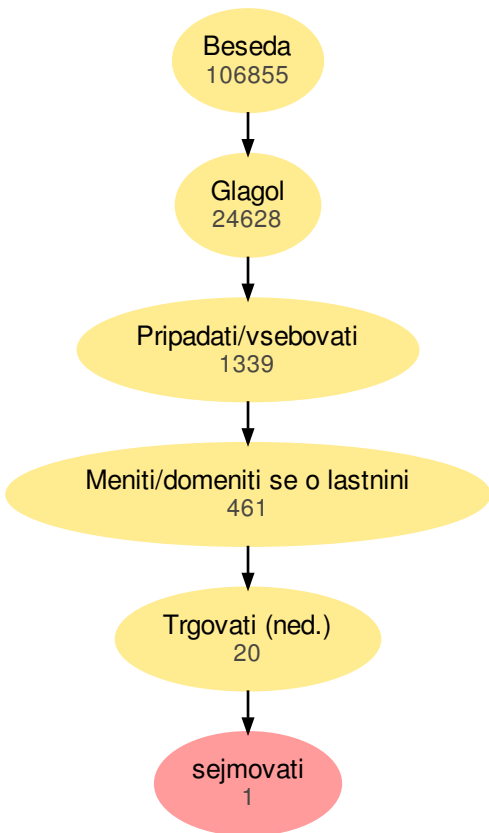 Beseda
106855
Glagol
24628
Pripadati/vsebovati
1339
Meniti/domeniti se o lastnini
461
Trgovati (ned.)
20
sejmovati
1